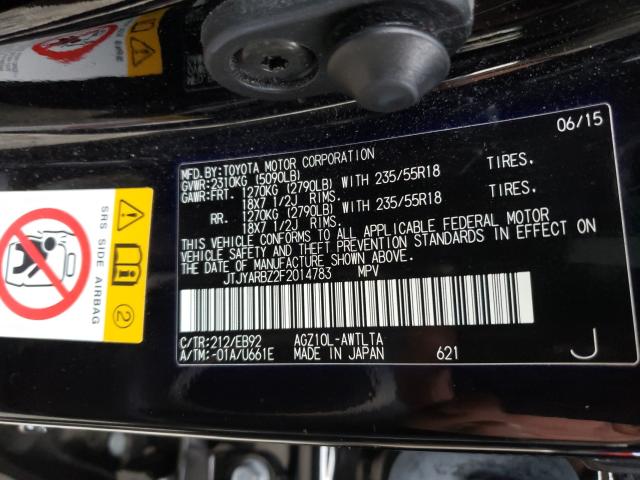 06/15
MFD.BY:TOYOTA MOTOR CORPORATION
GVWR:2310KG (5090LB)
GAWR:FRT. 1270KG (2790LB) WITH 235/55R18 TIRES.
18X7 1/2J RIMS
RR. 1270KG (2790LB) WITH 235/55R18 TIRES.
18X7 1/2J RIMS.
THIS VEHICLE CONFORMS TO ALL APPLICABLE FEDERAL MOTOR
VEHICLE SAFETY AND THEFT PREVENTION STANDARDS IN EFFECT ON
THE DATE OF MANUFACTURE SHOWN ABOVE.
JTJYARBZ2F2014783 MPV
C/TR:212/EB92 AGZ10L-AWTLTA
A/TM:-01A/U661E MADE IN JAPAN 621 J
SRS SIDE AIRBAG
2